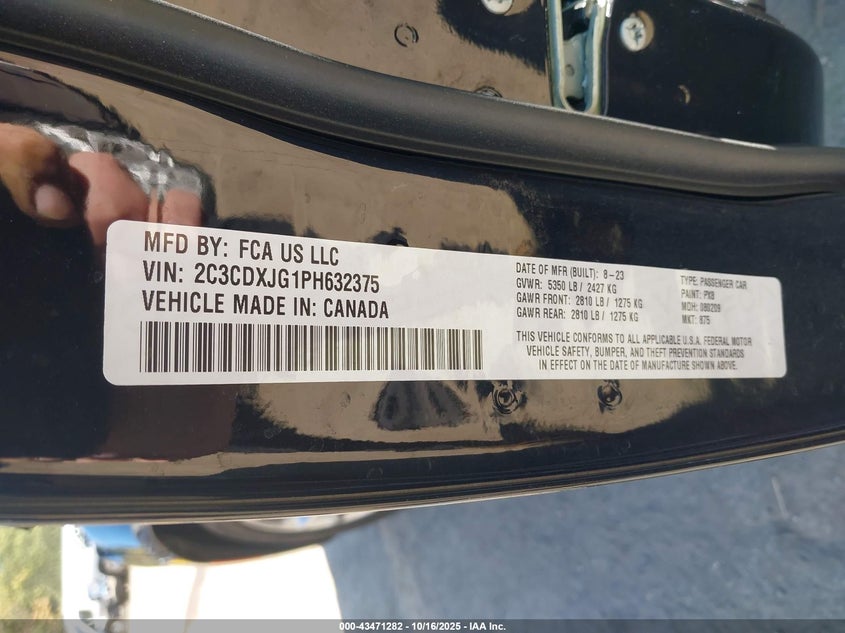 MFD BY: FCA US LLC
VIN: 2C3CDXJG1PH632375
VEHICLE MADE IN: CANADA
DATE OF MFR (BUILT): 8-23
GVWR: 5350 LB / 2427 KG
GAWR FRONT: 2810 LB / 1275 KG
GAWR REAR: 2810 LB / 1275 KG
TYPE: PASSENGER CAR
PAINT: PX8
MDH: 080209
MKT: 875
THIS VEHICLE CONFORMS TO ALL APPLICABLE U.S.A. FEDERAL MOTOR
VEHICLE SAFETY, BUMPER, AND THEFT PREVENTION STANDARDS
IN EFFECT ON THE DATE OF MANUFACTURE SHOWN ABOVE.
000-43471282 - 10/16/2025 - IAA Inc.